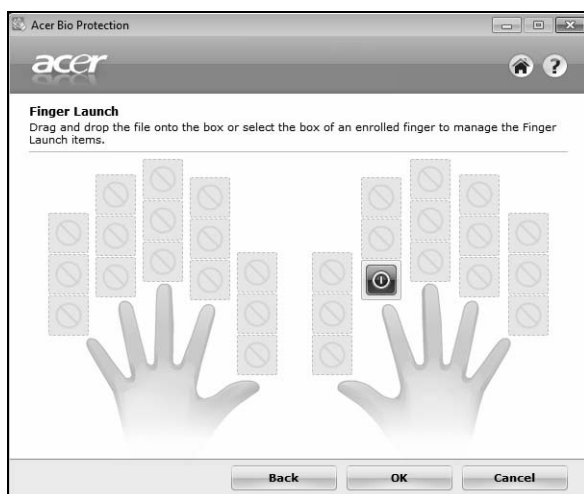 Acer Bio Protection
acer
?
Finger Launch
Drag and drop the file onto the box or select the box of an enrolled finger to manage the Finger
Launch items.
Back OK Cancel